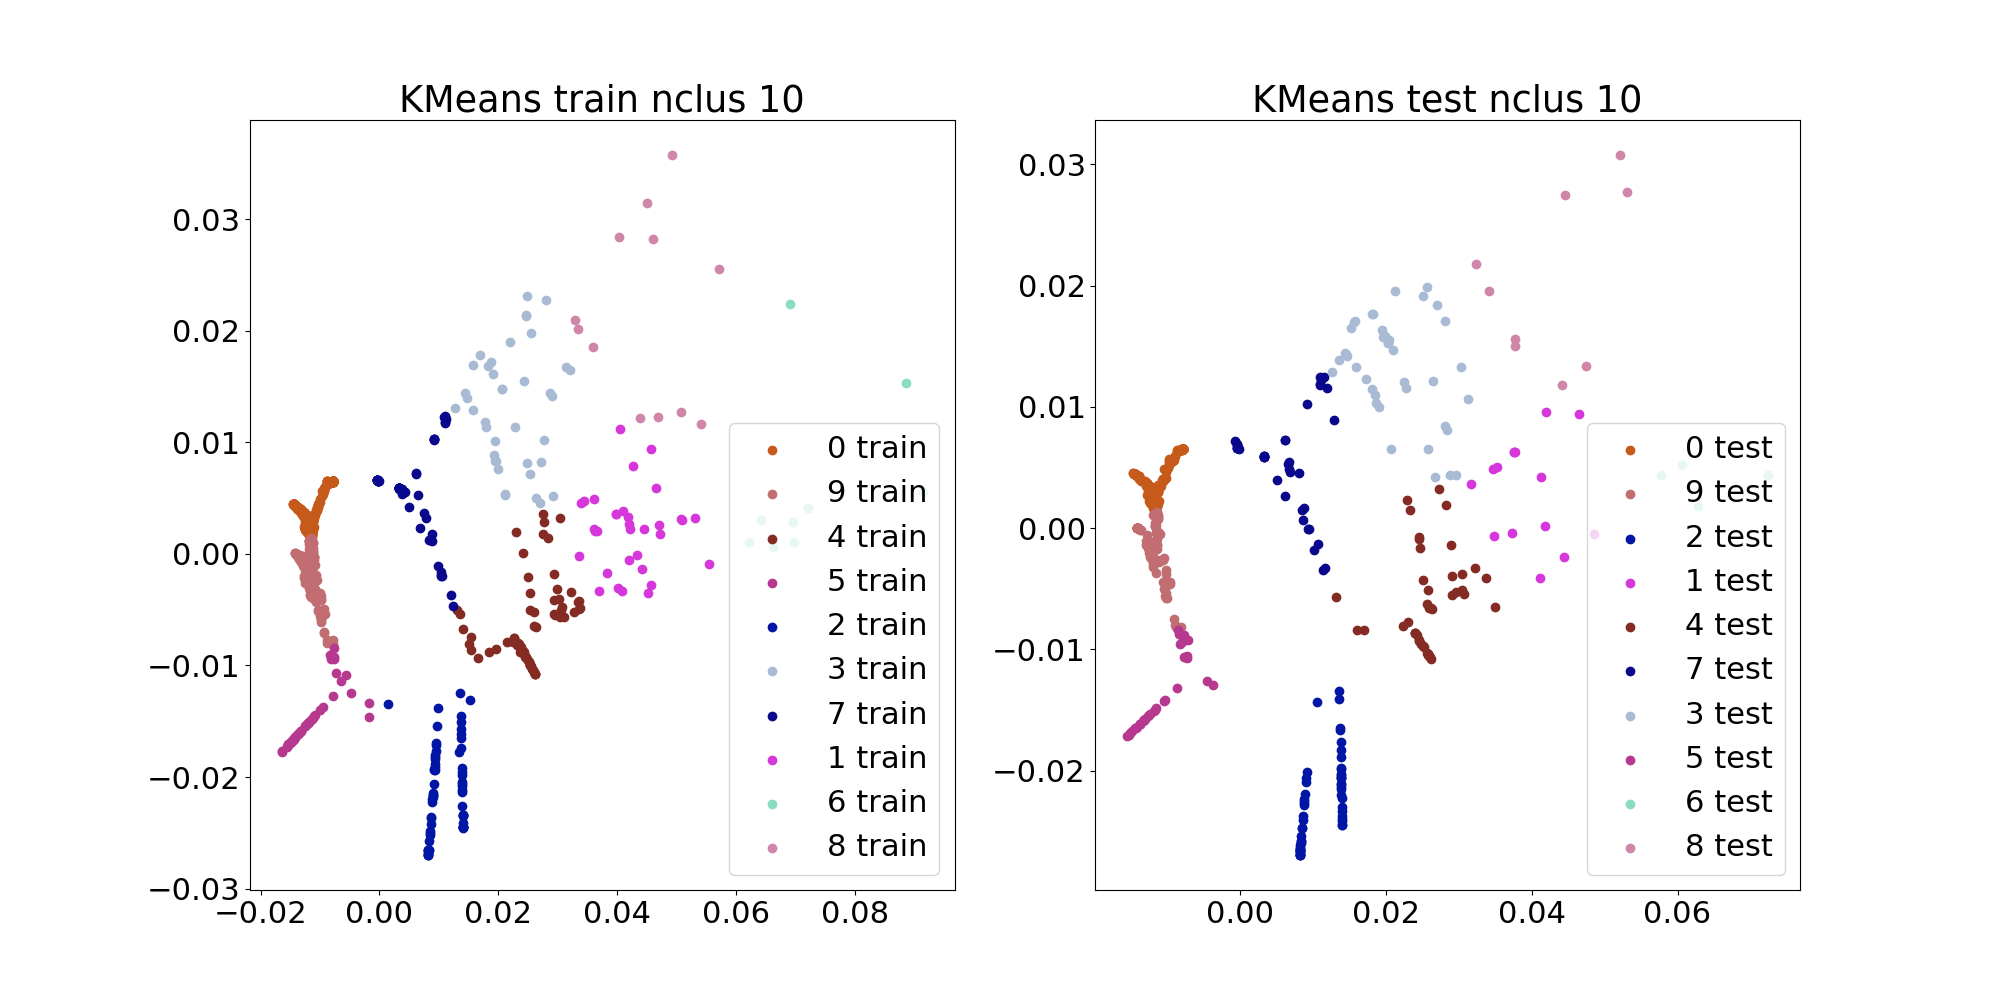 KMeans train nclus 10
0.03
0.02
0.01
0.00
−0.01
−0.02
−0.03
−0.02 0.00 0.02 0.04 0.06 0.08
0 train
9 train
4 train
5 train
2 train
3 train
7 train
1 train
6 train
8 train
KMeans test nclus 10
0.03
0.02
0.01
0.00
−0.01
−0.02
0.00 0.02 0.04 0.06
0 test
9 test
2 test
1 test
4 test
7 test
3 test
5 test
6 test
8 test